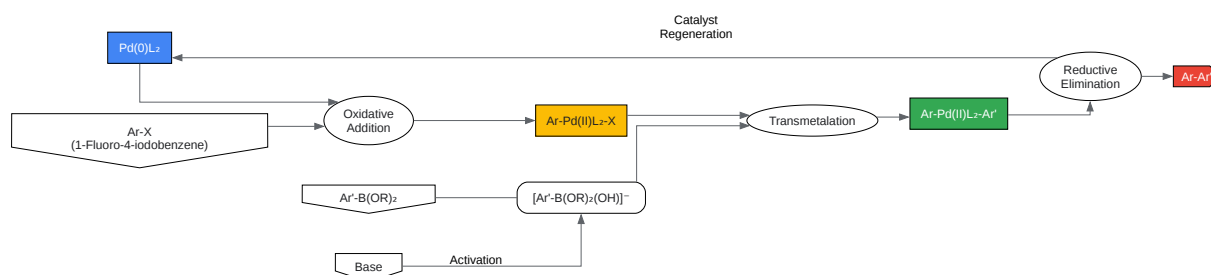 Catalyst
Regeneration
Pd(0)L₂
Reductive
Elimination
Ar-Ar'
Oxidative
Addition
Ar-Pd(II)L₂-X
Transmetalation
Ar-Pd(II)L₂-Ar'
Ar-X
(1-Fluoro-4-iodobenzene)
Ar'-B(OR)₂
[Ar'-B(OR)₂(OH)]⁻
Base
Activation